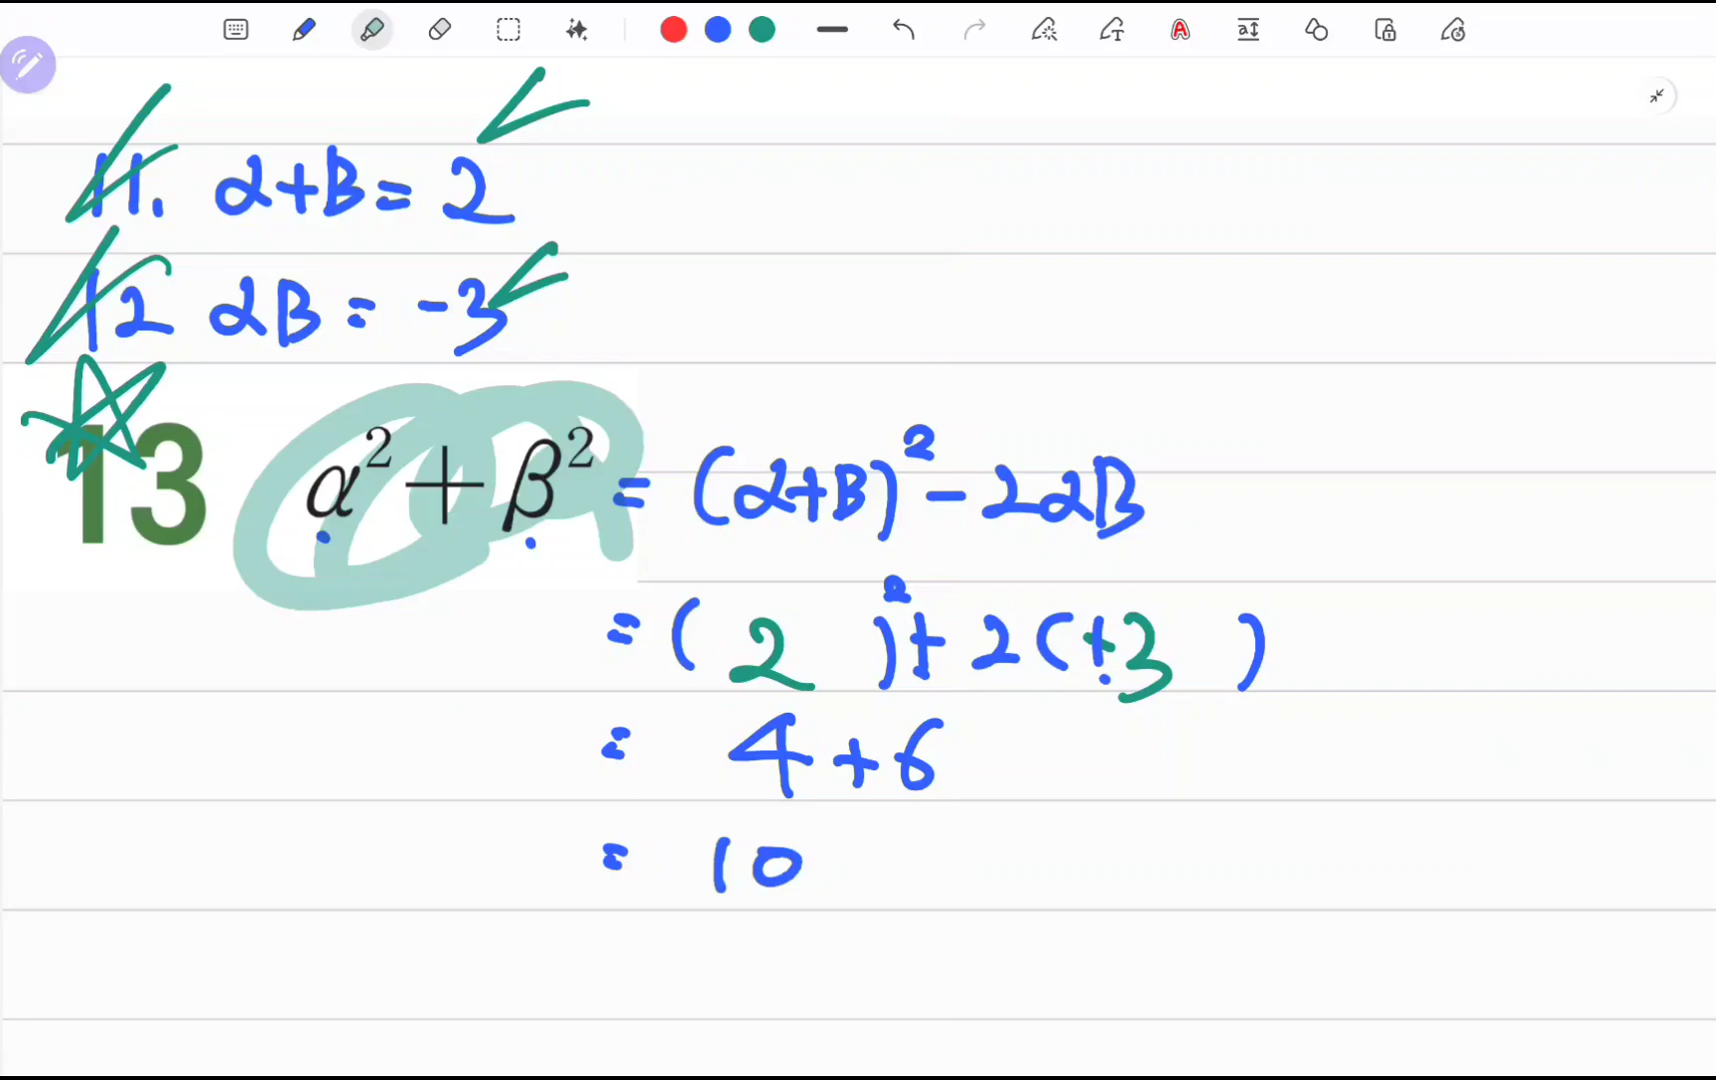 11. α+β = 2
12 αβ = -3
13 α² + β² = (α+β)² - 2αβ
= ( 2 )² + 2(+3 )
= 4+6
= 10